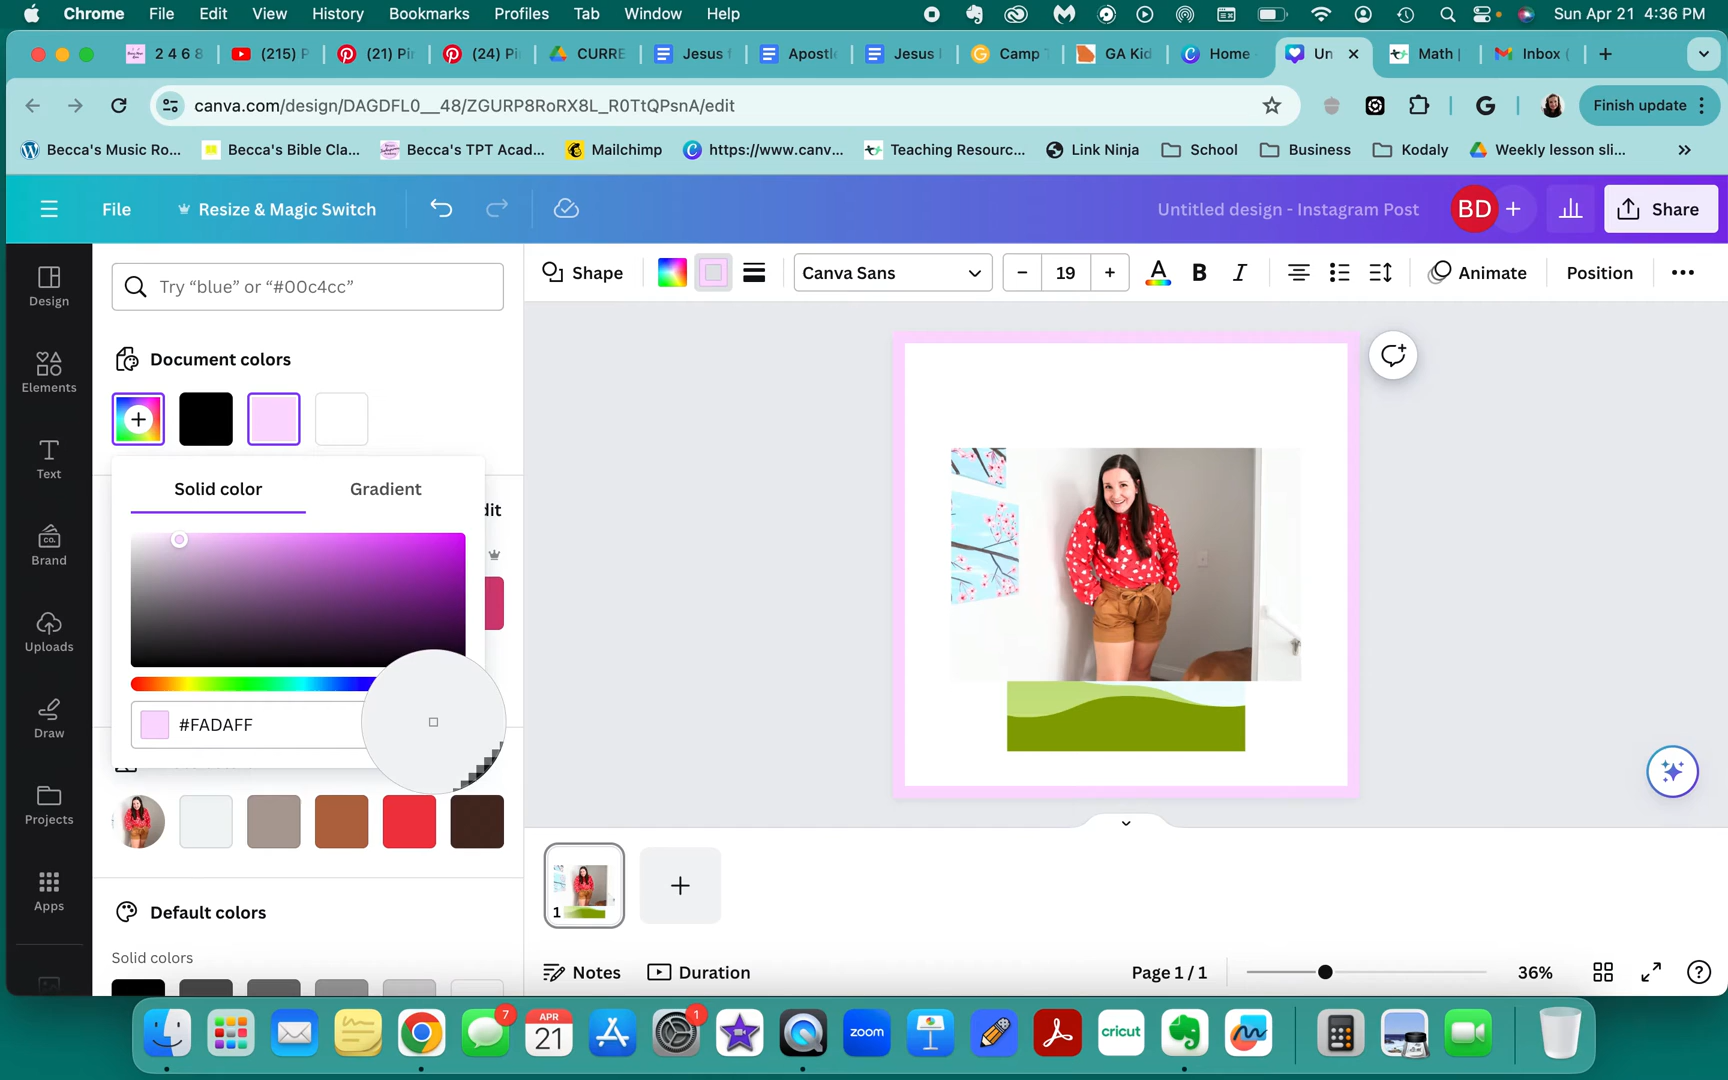 Chrome File Edit View History Bookmarks Profiles Tab Window Help Sun Apr 21 4:36 PM
2 4 6 8 (215) P (21) Pi (24) Pi CURRE Jesus Apostl Jesus Camp GA Kid Home Un Math Inbox
canva.com/design/DAGDFL0__48/ZGURP8RoRX8L_R0TtQPsnA/edit Finish update
Becca's Music Ro... Becca's Bible Cla... Becca's TPT Acad... Mailchimp https://www.canv... Teaching Resourc... Link Ninja School Business Kodaly Weekly lesson sli...
File Resize & Magic Switch Untitled design - Instagram Post BD Share
Design
Elements
Text
Brand
Uploads
Draw
Projects
Apps
Try “blue” or “#00c4cc”
Shape Canva Sans 19 A B I Animate Position
Document colors
Solid color Gradient
dit
#FADAFF
Default colors
Solid colors
1
Notes Duration Page 1 / 1 36%
7 APR 21 1 zoom cricut